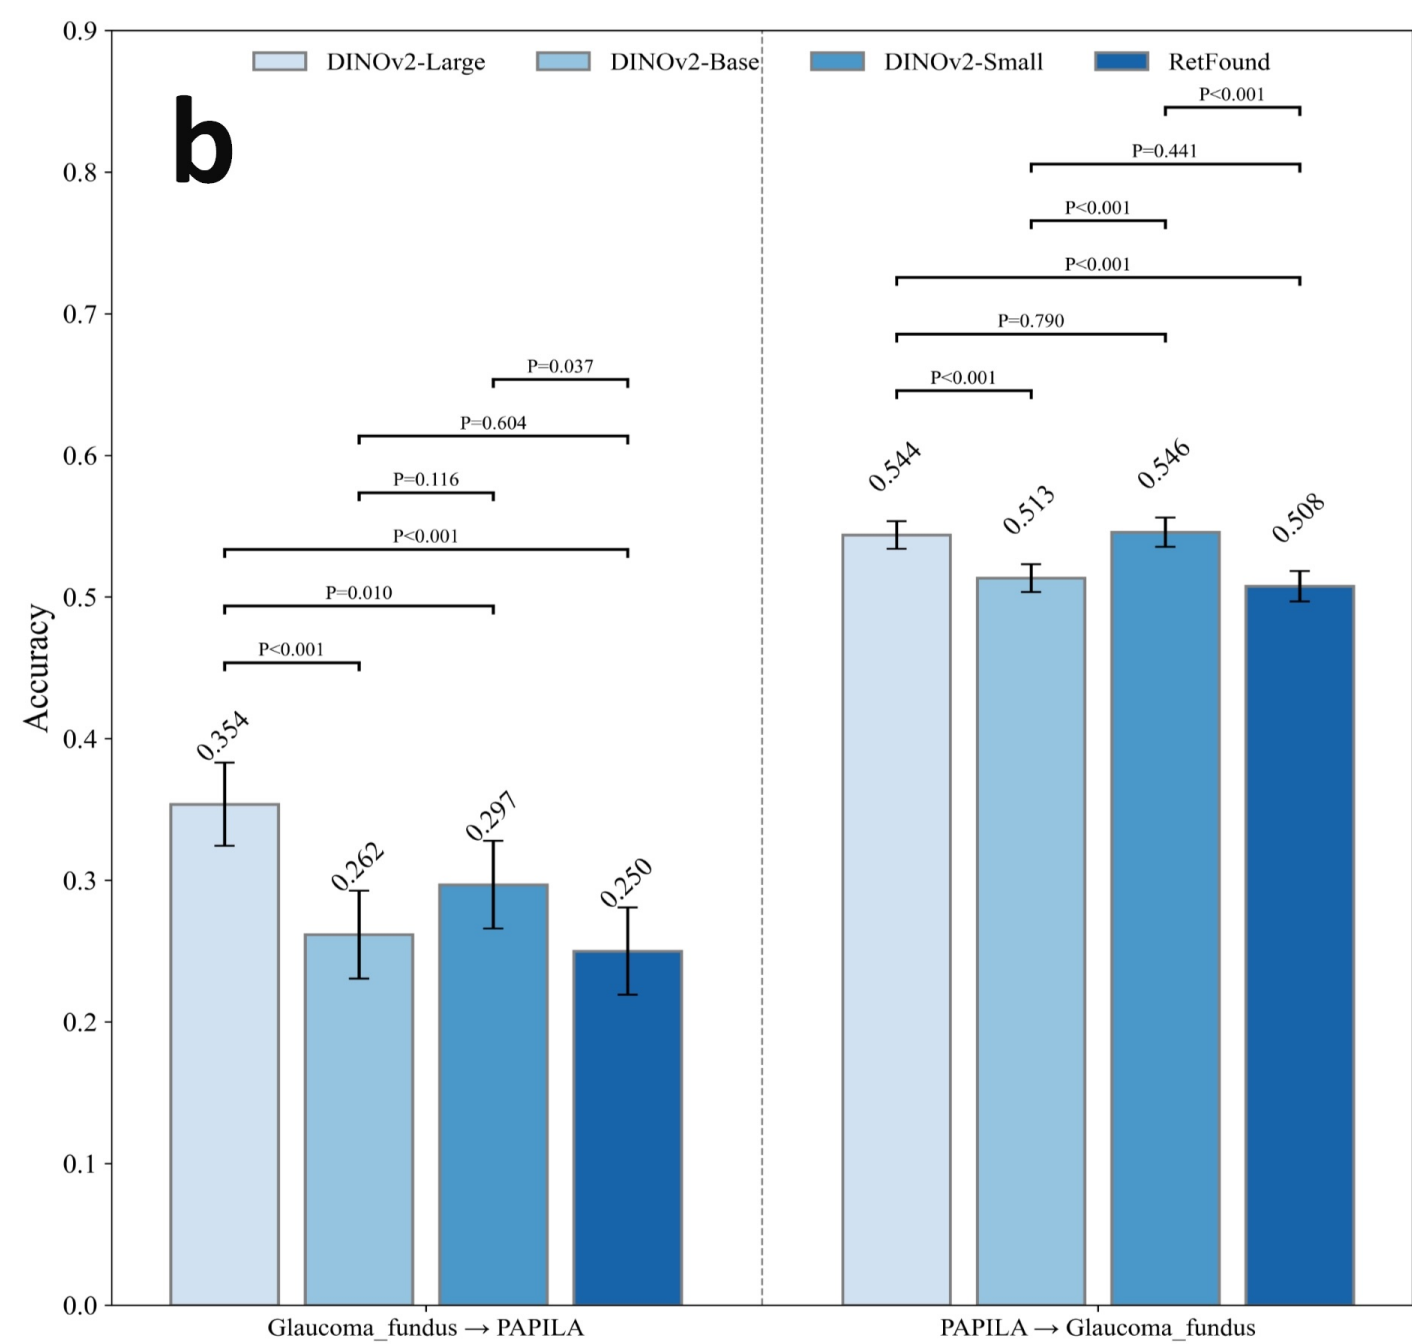 DINOv2-Large DINOv2-Base DINOv2-Small RetFound
b
Accuracy
0.9
0.8
0.7
0.6
0.5
0.4
0.3
0.2
0.1
0.0
P=0.037
P=0.604
P=0.116
P<0.001
P=0.010
P<0.001
0.354
0.262
0.297
0.250
P<0.001
P=0.441
P<0.001
P<0.001
P=0.790
P<0.001
0.544
0.513
0.546
0.508
Glaucoma_fundus → PAPILA
PAPILA → Glaucoma_fundus